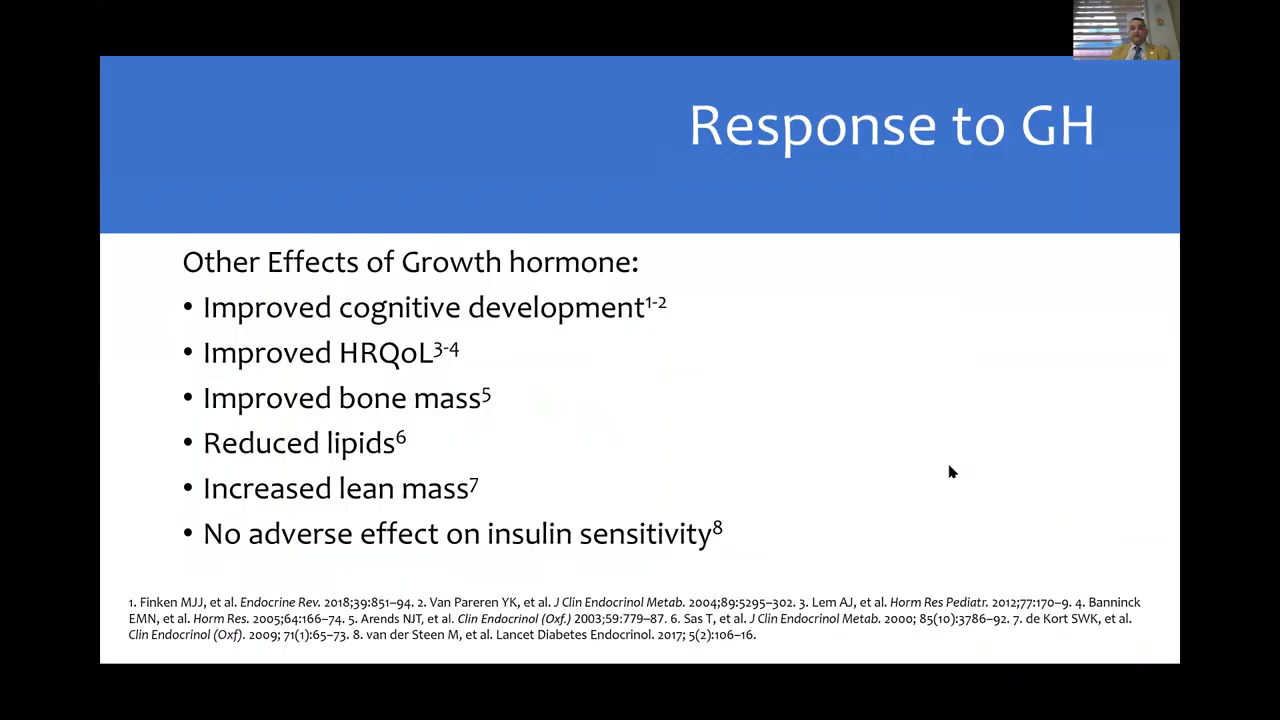 Response to GH
Other Effects of Growth hormone:
• Improved cognitive development1-2
• Improved HRQoL3-4
• Improved bone mass5
• Reduced lipids6
• Increased lean mass7
• No adverse effect on insulin sensitivity8
1. Finken MJJ, et al. Endocrine Rev. 2018;39:851–94. 2. Van Pareren YK, et al. J Clin Endocrinol Metab. 2004;89:5295–302. 3. Lem AJ, et al. Horm Res Pediatr. 2012;77:170–9. 4. Banninck
EMN, et al. Horm Res. 2005;64:166–74. 5. Arends NJT, et al. Clin Endocrinol (Oxf.) 2003;59:779–87. 6. Sas T, et al. J Clin Endocrinol Metab. 2000; 85(10):3786–92. 7. de Kort SWK, et al.
Clin Endocrinol (Oxf). 2009; 71(1):65–73. 8. van der Steen M, et al. Lancet Diabetes Endocrinol. 2017; 5(2):106–16.